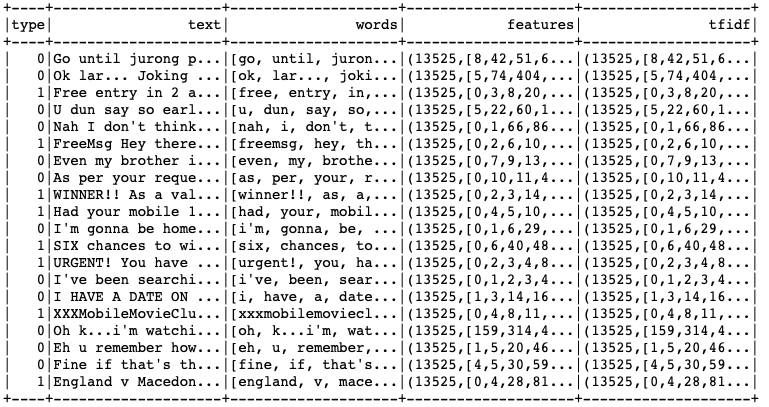 +----+--------------------+--------------------+--------------------+--------------------+
|type|                text|               words|            features|               tfidf|
+----+--------------------+--------------------+--------------------+--------------------+
|   0|Go until jurong p...|[go, until, juron...|(13525,[8,42,51,6...|(13525,[8,42,51,6...|
|   0|Ok lar... Joking ...|[ok, lar..., joki...|(13525,[5,74,404,...|(13525,[5,74,404,...|
|   1|Free entry in 2 a...|[free, entry, in,...|(13525,[0,3,8,20,...|(13525,[0,3,8,20,...|
|   0|U dun say so earl...|[u, dun, say, so,...|(13525,[5,22,60,1...|(13525,[5,22,60,1...|
|   0|Nah I don't think...|[nah, i, don't, t...|(13525,[0,1,66,86...|(13525,[0,1,66,86...|
|   1|FreeMsg Hey there...|[freemsg, hey, th...|(13525,[0,2,6,10,...|(13525,[0,2,6,10,...|
|   0|Even my brother i...|[even, my, brothe...|(13525,[0,7,9,13,...|(13525,[0,7,9,13,...|
|   0|As per your reque...|[as, per, your, r...|(13525,[0,10,11,4...|(13525,[0,10,11,4...|
|   1|WINNER!! As a val...|[winner!!, as, a,...|(13525,[0,2,3,14,...|(13525,[0,2,3,14,...|
|   1|Had your mobile 1...|[had, your, mobil...|(13525,[0,4,5,10,...|(13525,[0,4,5,10,...|
|   0|I'm gonna be home...|[i'm, gonna, be, ...|(13525,[0,1,6,29,...|(13525,[0,1,6,29,...|
|   1|SIX chances to wi...|[six, chances, to...|(13525,[0,6,40,48...|(13525,[0,6,40,48...|
|   1|URGENT! You have ...|[urgent!, you, ha...|(13525,[0,2,3,4,8...|(13525,[0,2,3,4,8...|
|   0|I've been searchi...|[i've, been, sear...|(13525,[0,1,2,3,4...|(13525,[0,1,2,3,4...|
|   0|I HAVE A DATE ON ...|[i, have, a, date...|(13525,[1,3,14,16...|(13525,[1,3,14,16...|
|   1|XXXMobileMovieClu...|[xxxmobilemoviecl...|(13525,[0,4,8,11,...|(13525,[0,4,8,11,...|
|   0|Oh k...i'm watchi...|[oh, k...i'm, wat...|(13525,[159,314,4...|(13525,[159,314,4...|
|   0|Eh u remember how...|[eh, u, remember,...|(13525,[1,5,20,46...|(13525,[1,5,20,46...|
|   0|Fine if that's th...|[fine, if, that's...|(13525,[4,5,30,59...|(13525,[4,5,30,59...|
|   1|England v Macedon...|[england, v, mace...|(13525,[0,4,28,81...|(13525,[0,4,28,81...|
+----+--------------------+--------------------+--------------------+--------------------+